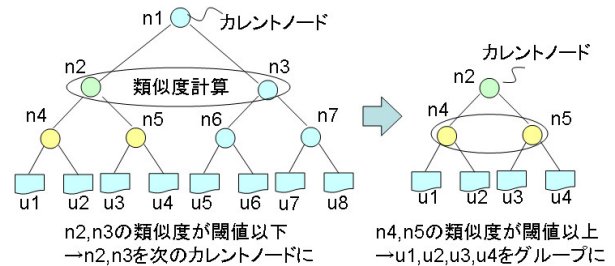 n1
カレントノード
n2
類似度計算
n3
n4
n5
n6
n7
u1
u2
u3
u4
u5
u6
u7
u8
n2,n3の類似度が閾値以下
→n2,n3を次のカレントノードに
カレントノード
n2
n4
n5
u1
u2
u3
u4
n4,n5の類似度が閾値以上
→u1,u2,u3,u4をグループに